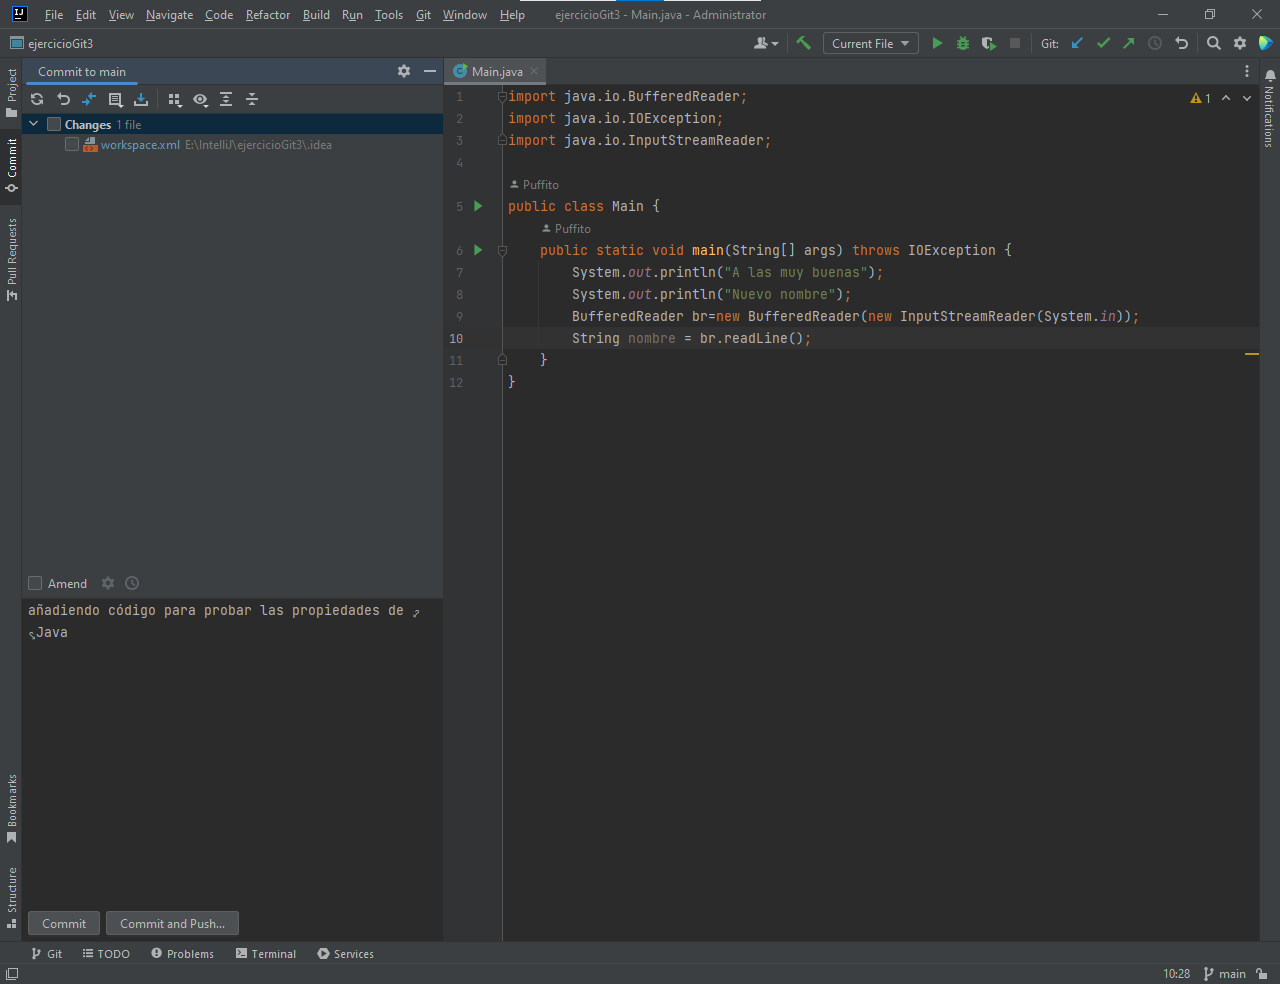 File Edit View Navigate Code Refactor Build Run Tools Git Window Help ejercicioGit3 - Main.java - Administrator
ejercicioGit3 Current File Git:
Project
Commit
Pull Requests
Bookmarks
Structure
Commit to main
Changes 1 file
workspace.xml E:\IntelliJ\ejercicioGit3\.idea
Amend
añadiendo código para probar las propiedades de
Java
Commit Commit and Push...
Main.java
1 import java.io.BufferedReader;
2 import java.io.IOException;
3 import java.io.InputStreamReader;
4
Puffito
5 public class Main {
Puffito
6 public static void main(String[] args) throws IOException {
7 System.out.println("A las muy buenas");
8 System.out.println("Nuevo nombre");
9 BufferedReader br=new BufferedReader(new InputStreamReader(System.in));
10 String nombre = br.readLine();
11 }
12 }
1
Notifications
Git TODO Problems Terminal Services
10:28 main